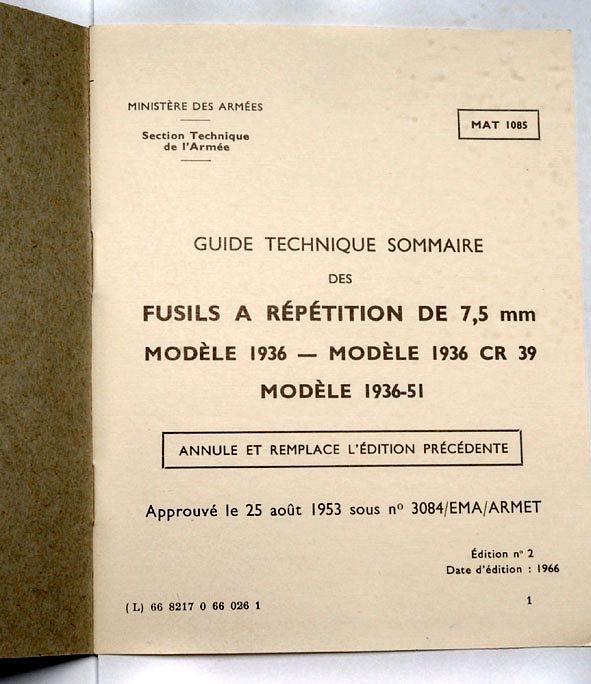 MINISTÈRE DES ARMÉES
Section Technique
de l'Armée
MAT 1085
GUIDE TECHNIQUE SOMMAIRE
DES
FUSILS A RÉPÉTITION DE 7,5 mm
MODÈLE 1936 — MODÈLE 1936 CR 39
MODÈLE 1936-51
ANNULE ET REMPLACE L'ÉDITION PRÉCÉDENTE
Approuvé le 25 août 1953 sous nº 3084/EMA/ARMET
Édition nº 2
Date d'édition : 1966
(L) 66 8217 0 66 026 1
1